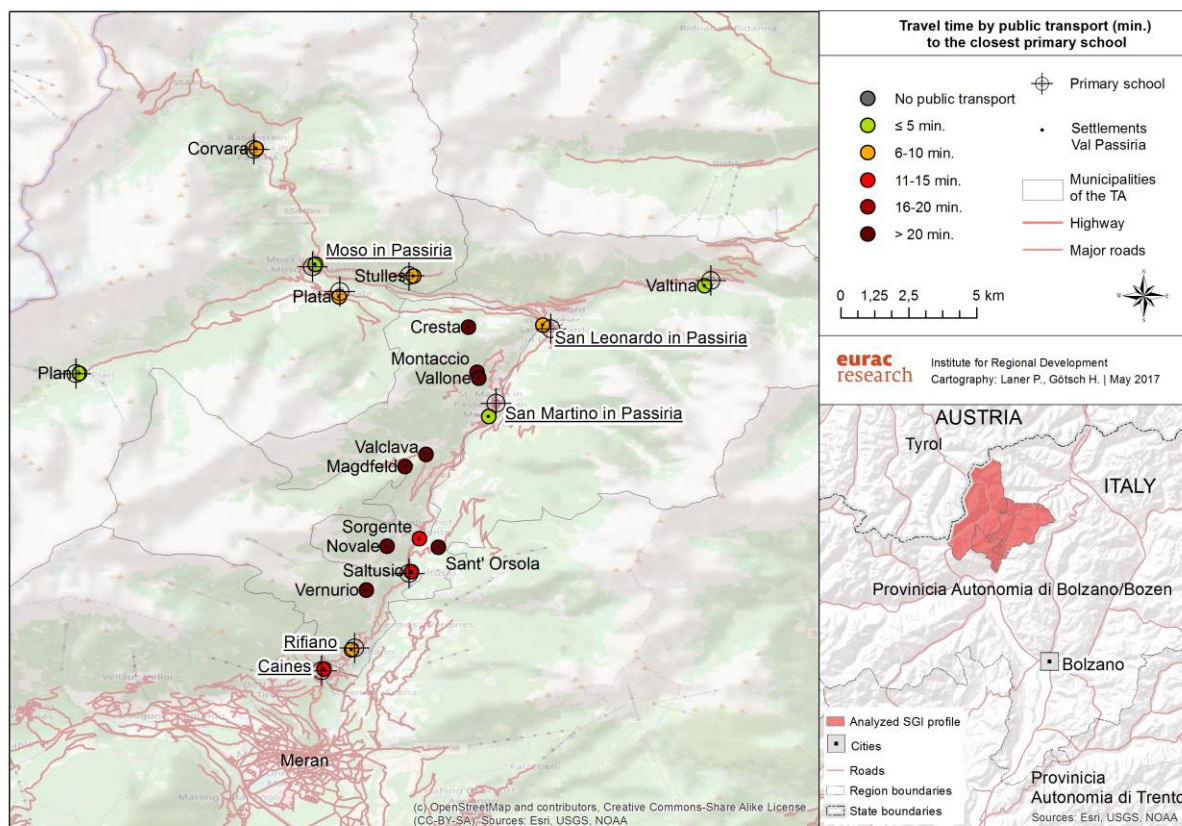 Corvara
Moso in Passiria
Stulles
Plata
Valtina
Cresta
San Leonardo in Passiria
Plan
Montaccio
Vallone
San Martino in Passiria
Valclava
Magdfeld
Sorgente
Novale
Sant' Orsola
Saltusio
Vernurio
Rifiano
Caines
Meran
(c) OpenStreetMap and contributors, Creative Commons-Share Alike License
(CC-BY-SA), Sources: Esri, USGS, NOAA
Travel time by public transport (min.)
to the closest primary school
No public transport
≤ 5 min.
6-10 min.
11-15 min.
16-20 min.
> 20 min.
Primary school
Settlements
Val Passiria
Municipalities
of the TA
Highway
Major roads
0 1,25 2,5 5 km
N
W E
S
eurac
research
Institute for Regional Development
Cartography: Laner P., Götsch H. | May 2017
AUSTRIA
Tyrol
ITALY
Provinicia Autonomia di Bolzano/Bozen
Bolzano
Analyzed SGI profile
Cities
Roads
Region boundaries
State boundaries
Provinicia
Autonomia di Trento
Sources: Esri, USGS, NOAA